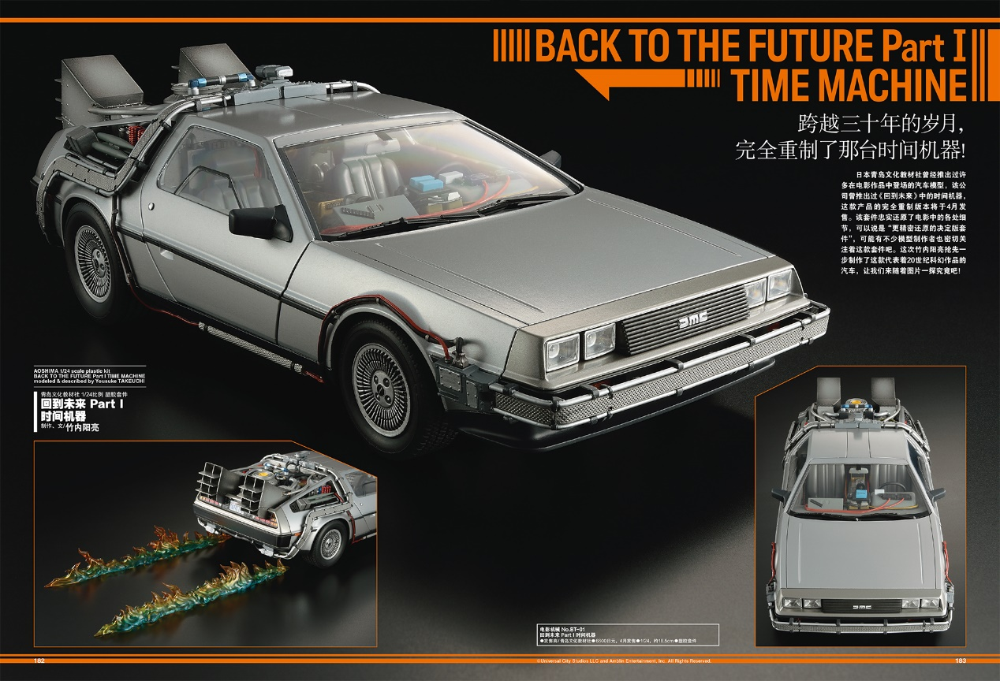 BACK TO THE FUTURE Part I
TIME MACHINE
跨越三十年的岁月,
完全重制了那台时间机器!
日本青岛文化教材社曾经推出过许
多在电影作品中登场的汽车模型，该公
司曾推出过《回到未来》中的时间机器，
这款产品的完全重制版本将于4月发
售。该套件忠实还原了电影中的各处细
节，可以说是“更精密还原的决定版套
件”，可能有不少模型制作者也密切关
注着这款套件吧。这次竹内阳亮抢先一
步制作了这款代表着20世纪科幻作品的
汽车，让我们来随着图片一探究竟吧！
DMC
AOSHIMA 1/24 scale plastic kit
BACK TO THE FUTURE Part I TIME MACHINE
modeled & described by Yousuke TAKEUCHI
青岛文化教材社 1/24比例 塑胶套件
回到未来 Part I
时间机器
制作、文/竹内阳亮
DMC
电影机械 No.BT-01
回到未来 Part I 时间机器
●发售商/青岛文化教材社●6600日元，4月发售●1/24，约18.5cm●塑胶套件
182
©Universal City Studios LLC and Amblin Entertainment, Inc. All Rights Reserved.
183